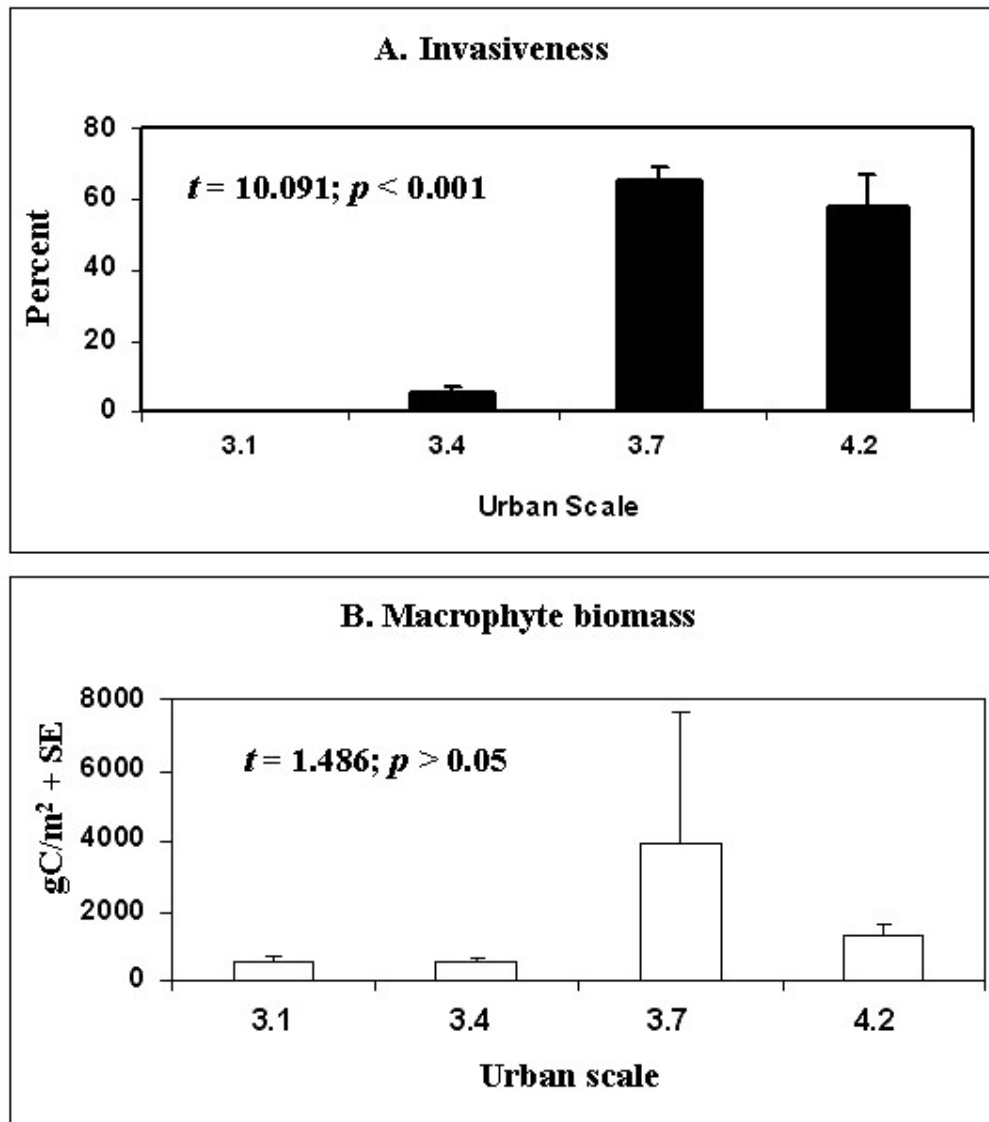 A. Invasiveness
80
t = 10.091; p < 0.001
60
40
20
0
Percent
3.1 3.4 3.7 4.2
Urban Scale
B. Macrophyte biomass
8000
t = 1.486; p > 0.05
6000
4000
2000
0
gC/m² + SE
3.1 3.4 3.7 4.2
Urban scale